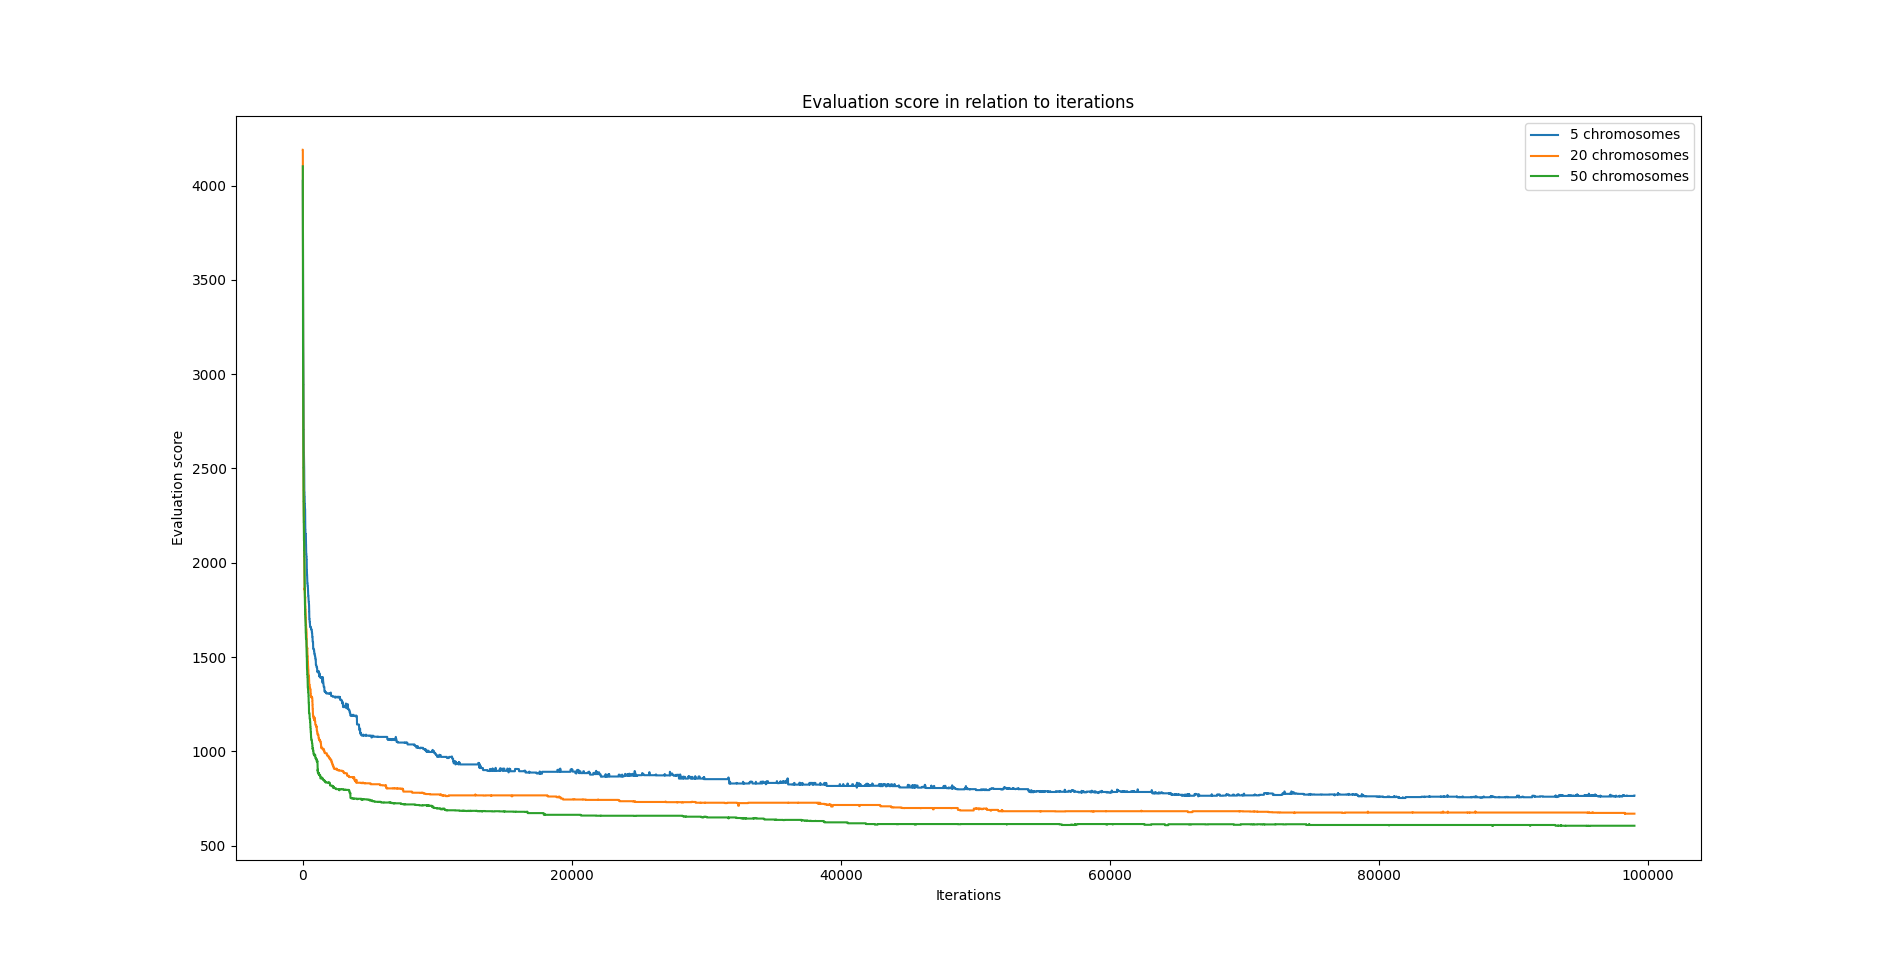 Evaluation score in relation to iterations
5 chromosomes
20 chromosomes
50 chromosomes
4000
3500
3000
2500
2000
1500
1000
500
Evaluation score
0 20000 40000 60000 80000 100000
Iterations